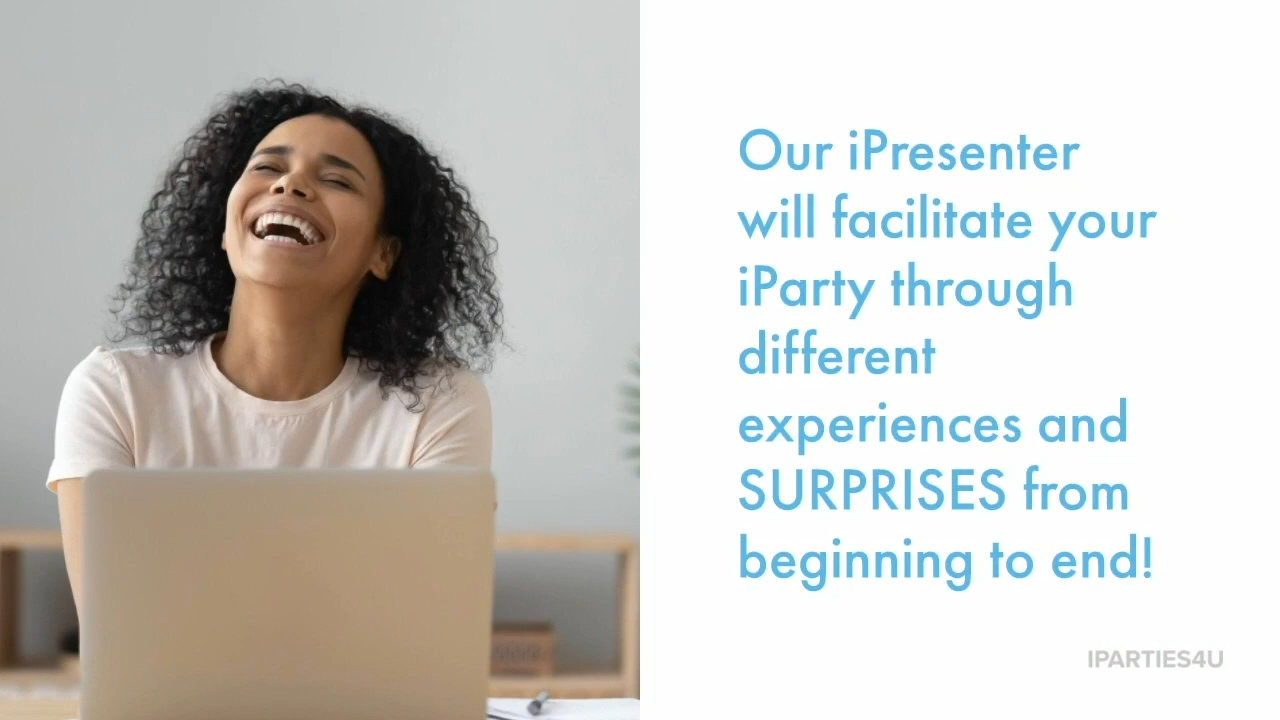 Our iPresenter
will facilitate your
iParty through
different
experiences and
SURPRISES from
beginning to end!
IPARTIES4U